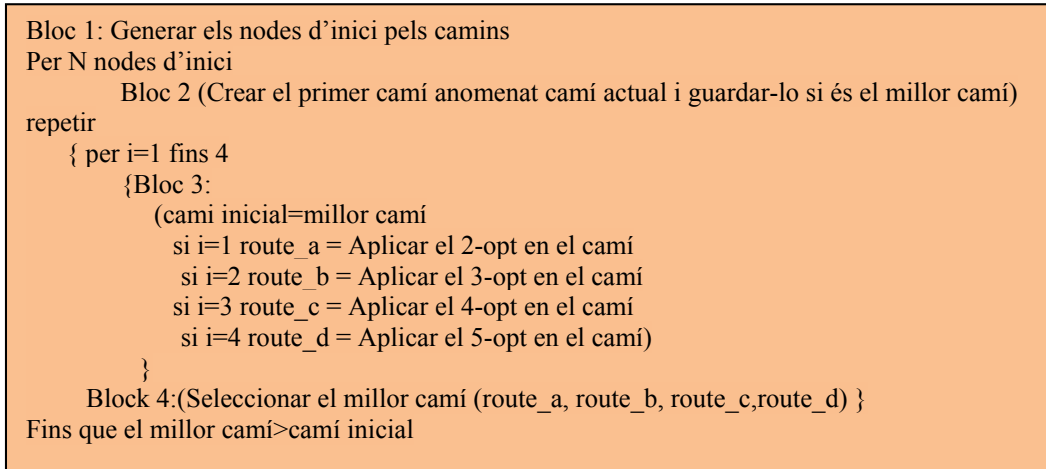 Bloc 1: Generar els nodes d’inici pels camins
Per N nodes d’inici
Bloc 2 (Crear el primer camí anomenat camí actual i guardar-lo si és el millor camí)
repetir
{ per i=1 fins 4
{Bloc 3:
(cami inicial=millor camí
si i=1 route_a = Aplicar el 2-opt en el camí
si i=2 route_b = Aplicar el 3-opt en el camí
si i=3 route_c = Aplicar el 4-opt en el camí
si i=4 route_d = Aplicar el 5-opt en el camí)
}
Block 4:(Seleccionar el millor camí (route_a, route_b, route_c,route_d) }
Fins que el millor camí>camí inicial